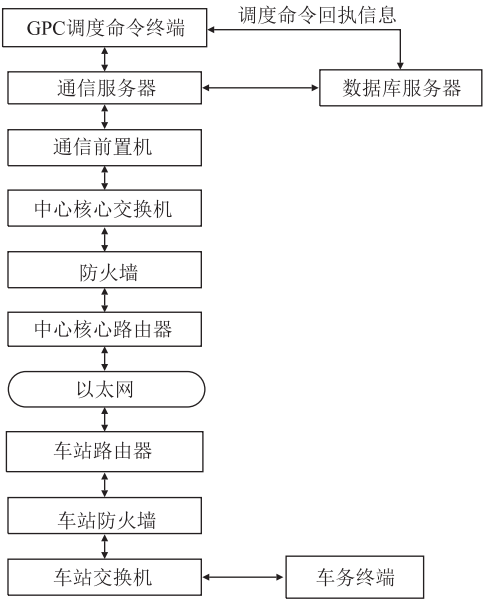 调度命令回执信息
GPC调度命令终端
通信服务器
数据库服务器
通信前置机
中心核心交换机
防火墙
中心核心路由器
以太网
车站路由器
车站防火墙
车站交换机
车务终端